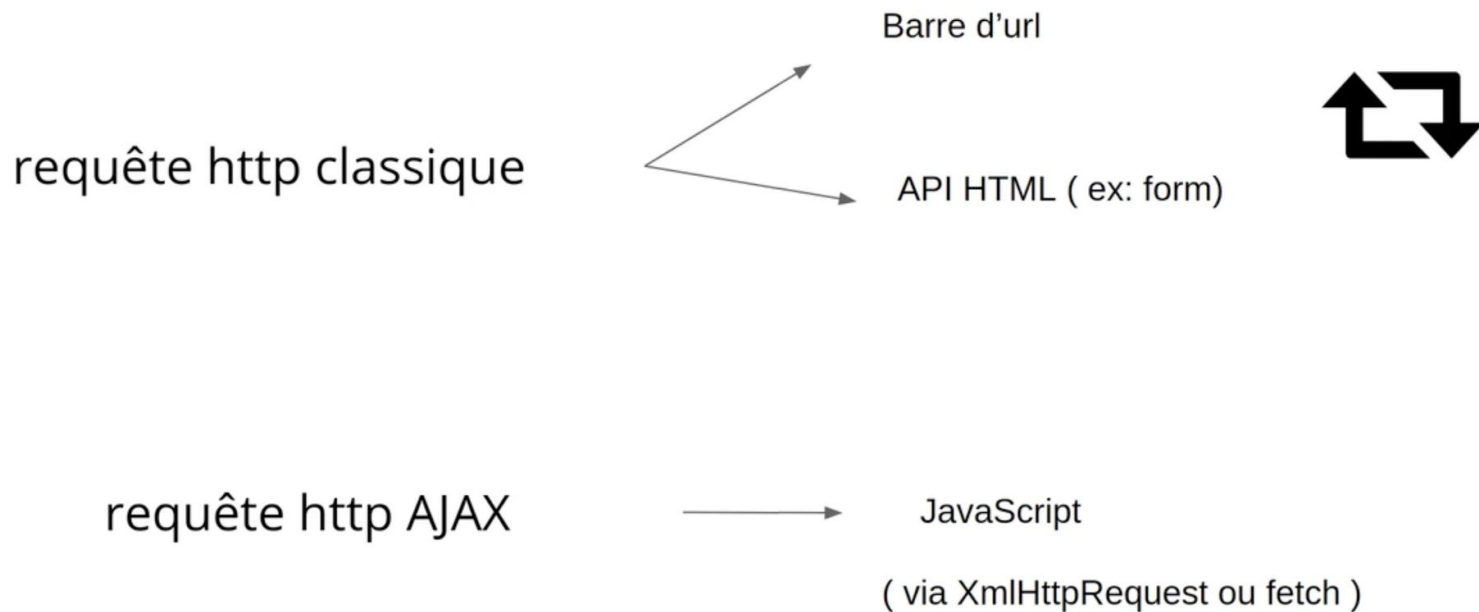 Barre d’url
requête http classique
API HTML ( ex: form)
requête http AJAX
JavaScript
( via XmlHttpRequest ou fetch )